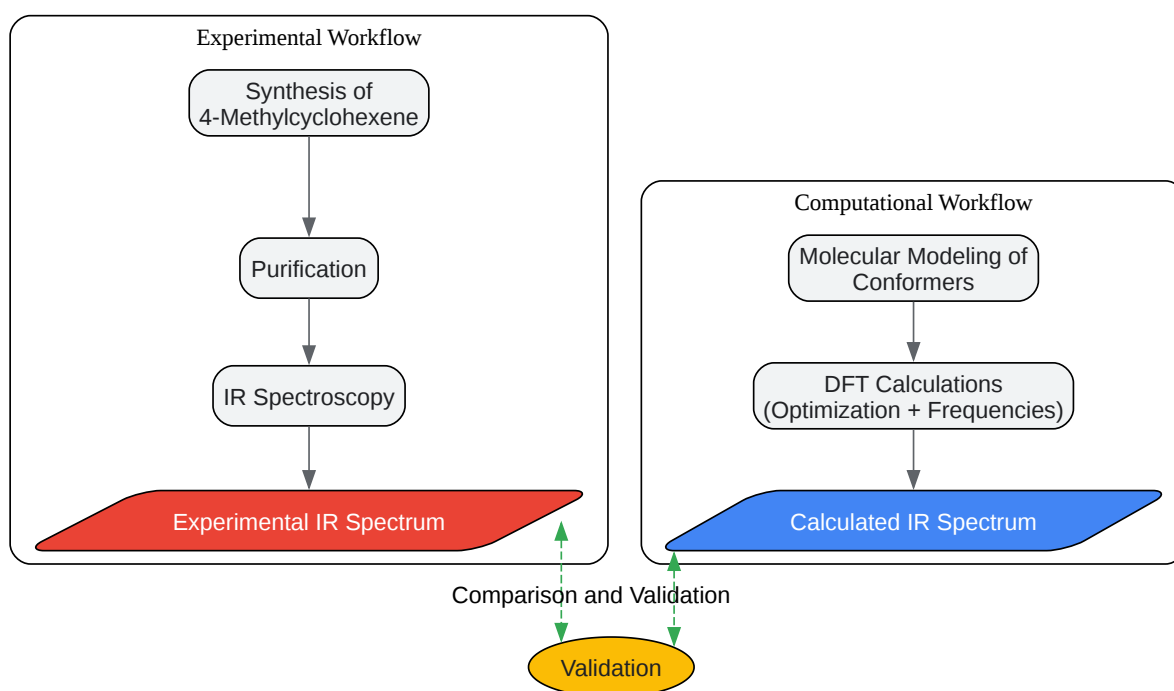 Experimental Workflow
Synthesis of
4-Methylcyclohexene
Purification
IR Spectroscopy
Experimental IR Spectrum
Computational Workflow
Molecular Modeling of
Conformers
DFT Calculations
(Optimization + Frequencies)
Calculated IR Spectrum
Comparison and Validation
Validation